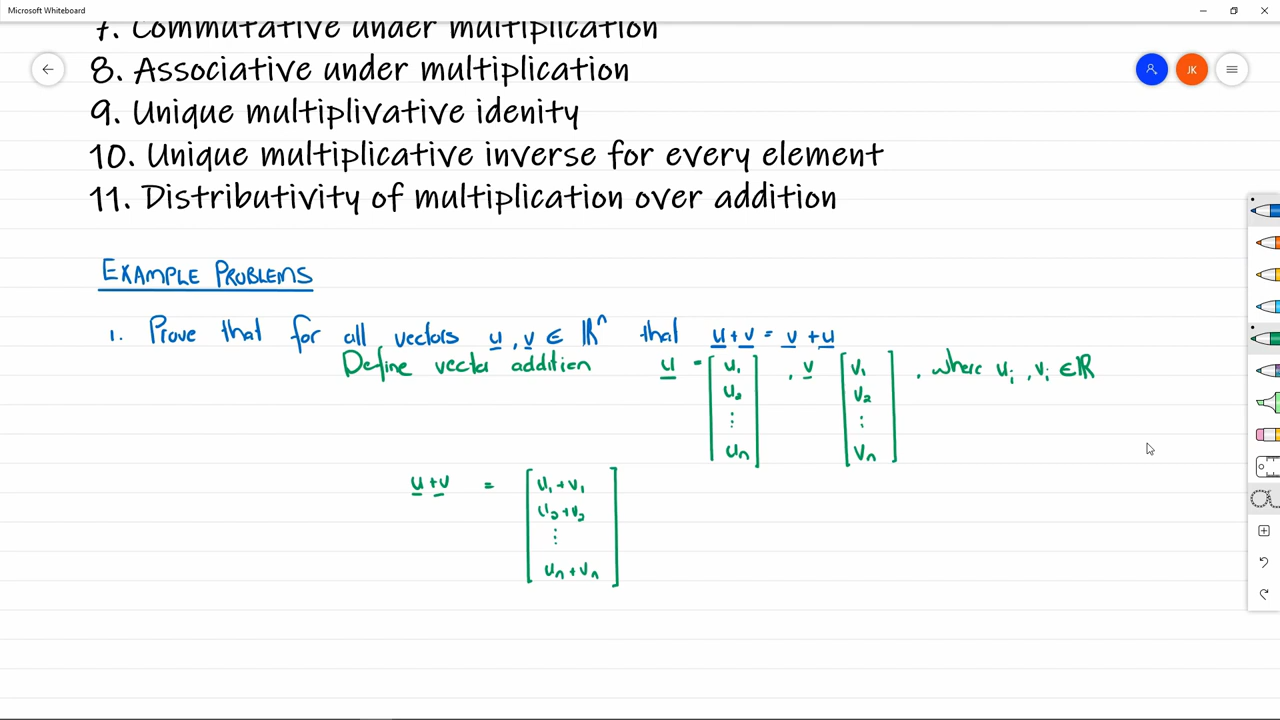 Microsoft Whiteboard
7. Commutative under multiplication
8. Associative under multiplication
JK
9. Unique multiplivative idenity
10. Unique multiplicative inverse for every element
11. Distributivity of multiplication over addition
EXAMPLE PROBLEMS
1. Prove that for all vectors u, v ∈ ℝⁿ that u + v = v + u
Define vector addition u = [u₁ u₂ ⋮ uₙ], v [v₁ v₂ ⋮ vₙ], where uᵢ, vᵢ ∈ ℝ
u + v = [u₁ + v₁ u₂ + v₂ ⋮ uₙ + vₙ]